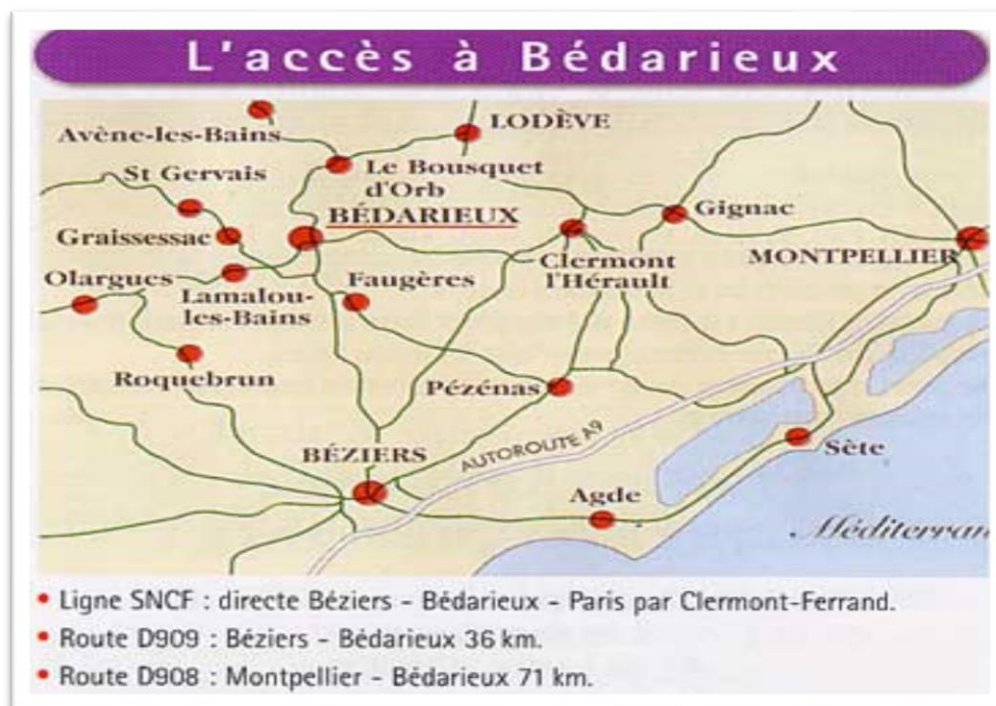 L'accès à Bédarieux
Avène-les-Bains
LODÈVE
St Gervais
Le Bousquet
d'Orb
BÉDARIEUX
Gignac
Graissessac
Clermont
l'Hérault
MONTPELLIER
Olargues
Lamalou-
les-Bains
Faugères
Roquebrun
Pézénas
BÉZIERS
AUTOROUTE A9
Sète
Agde
Méditerran
• Ligne SNCF : directe Béziers - Bédarieux - Paris par Clermont-Ferrand.
• Route D909 : Béziers - Bédarieux 36 km.
• Route D908 : Montpellier - Bédarieux 71 km.